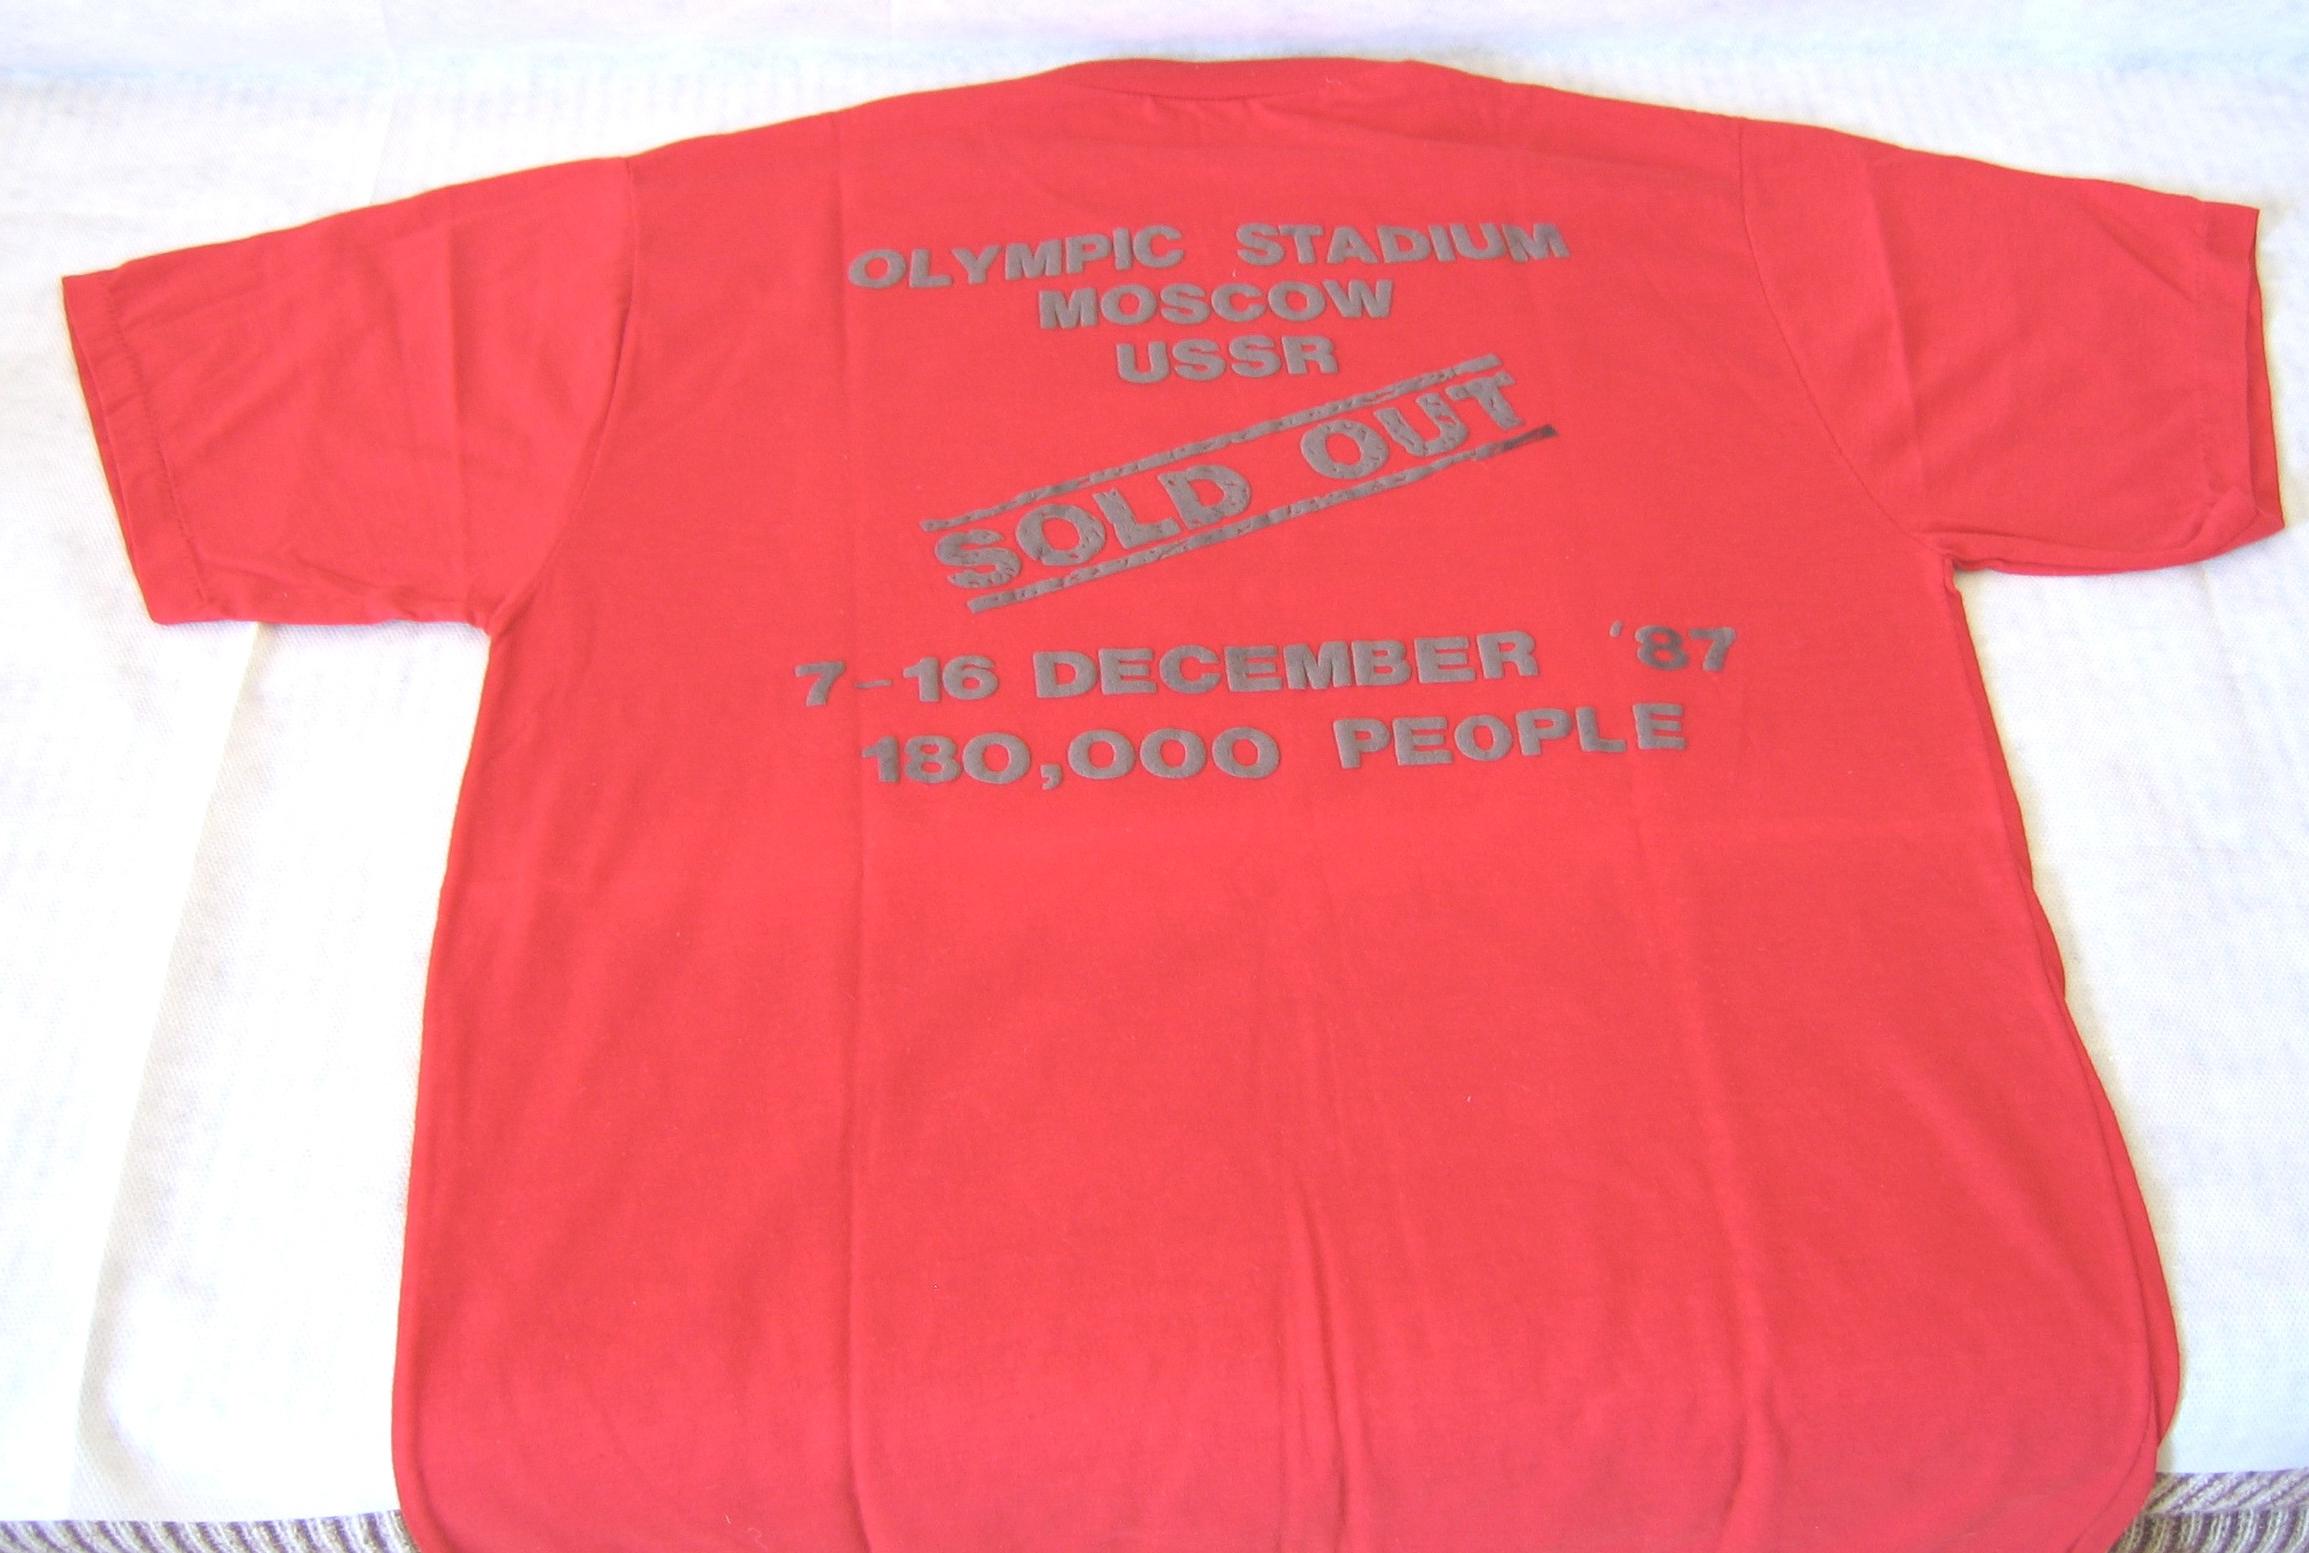 OLYMPIC STADIUM
MOSCOW
USSR
SOLD OUT
7-16 DECEMBER '87
180,000 PEOPLE